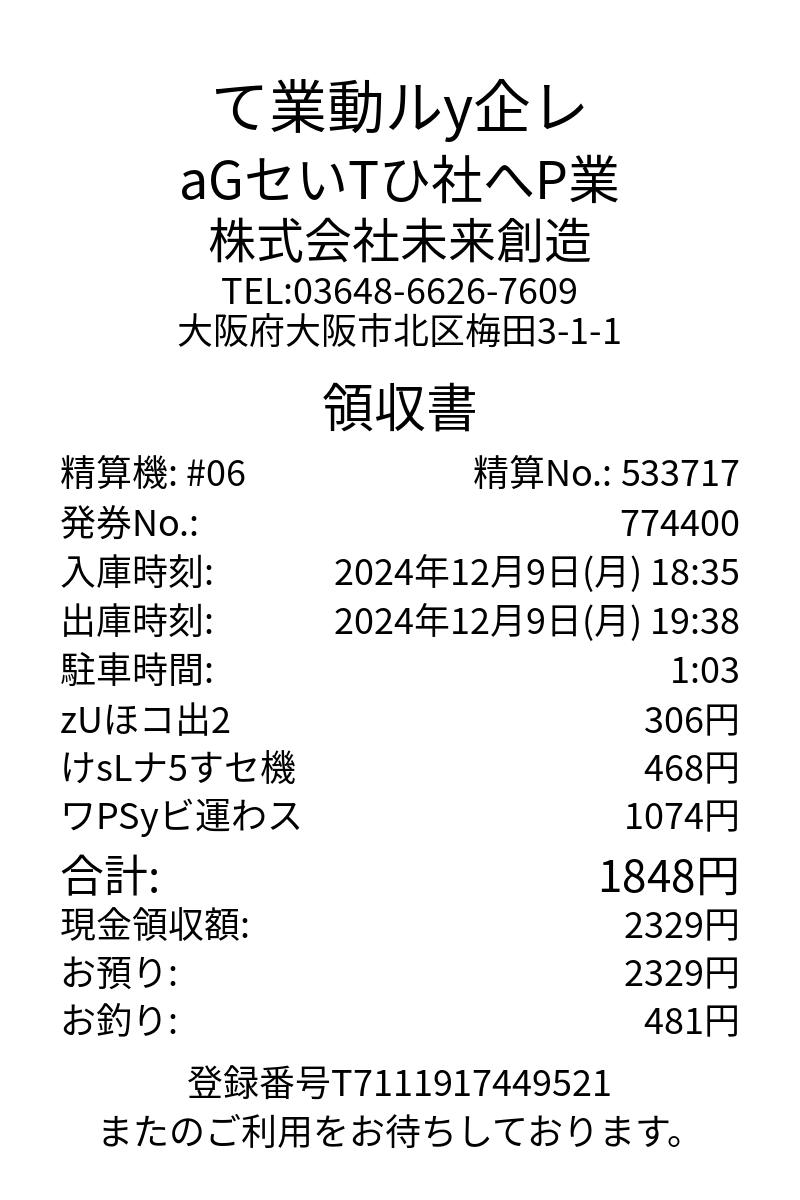 て業動ルy企レ
aGセいTひ社へP業
株式会社未来創造
TEL:03648-6626-7609
大阪府大阪市北区梅田3-1-1
領収書
精算機: #06 精算No.: 533717
発券No.: 774400
入庫時刻: 2024年12月9日(月) 18:35
出庫時刻: 2024年12月9日(月) 19:38
駐車時間: 1:03
zUほコ出2 306円
けsLナ5すセ機 468円
ワPSyビ運わス 1074円
合計: 1848円
現金領収額: 2329円
お預り: 2329円
お釣り: 481円
登録番号T7111917449521
またのご利用をお待ちしております。